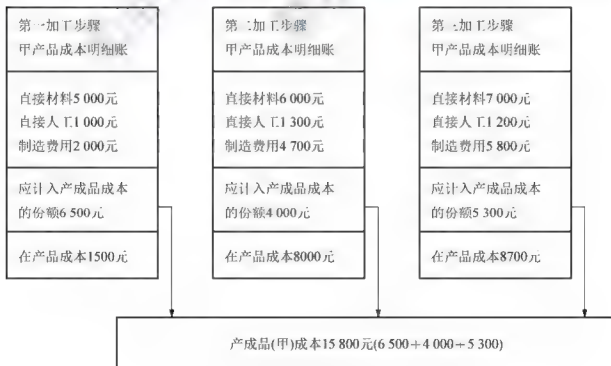 第一加工步骤
甲产品成本明细账
直接材料5 000元
直接人工1 000元
制造费用2 000元
应计入产成品成本
的份额6 500元
在产品成本1500元
第二加工步骤
甲产品成本明细账
直接材料6 000元
直接人工1 300元
制造费用4 700元
应计入产成品成本
的份额4 000元
在产品成本8000元
第三加工步骤
甲产品成本明细账
直接材料7 000元
直接人工1 200元
制造费用5 800元
应计入产成品成本
的份额5 300元
在产品成本8700元
产成品(甲)成本15 800元(6 500+4 000+5 300)